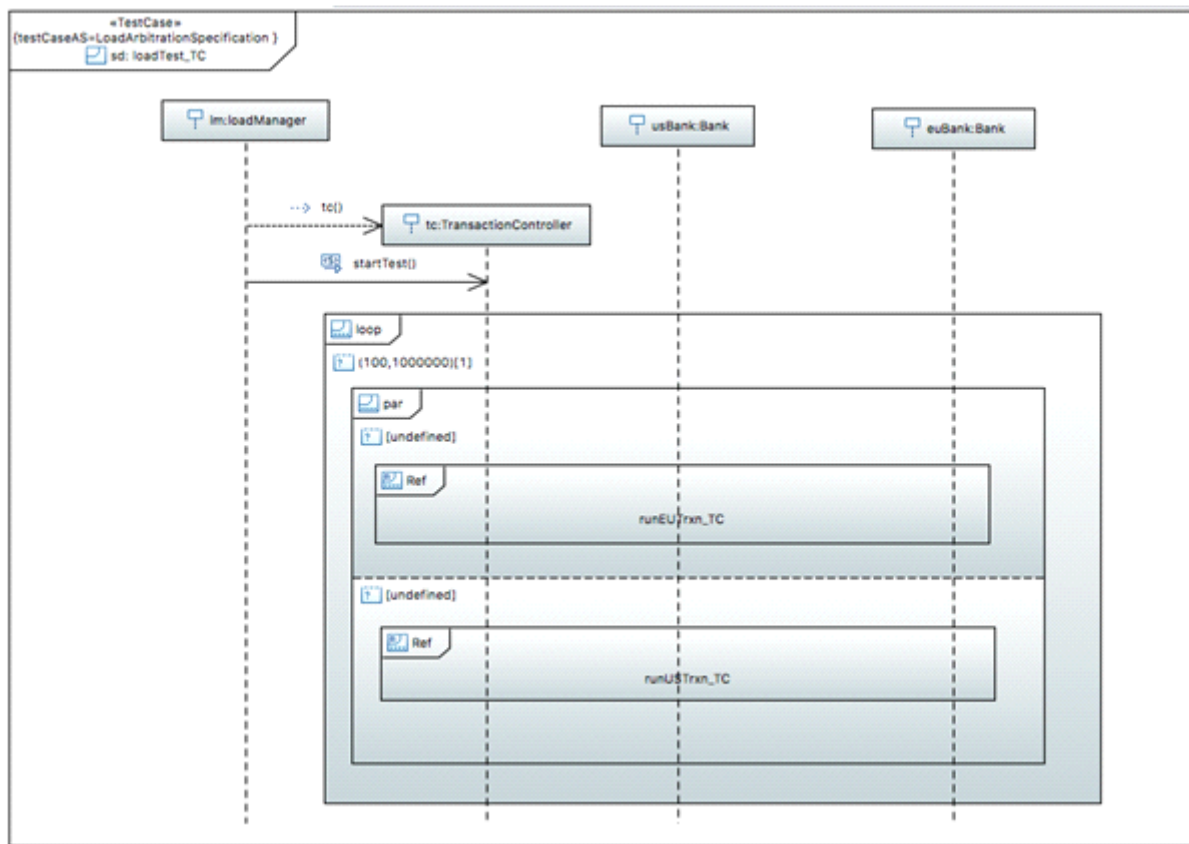 «TestCase»
{testCaseAS=LoadArbitrationSpecification }
sd: loadTest_TC
lm:loadManager
usBank:Bank
euBank:Bank
tc()
tc:TransactionController
startTest()
loop
(100,1000000)[1]
par
[undefined]
Ref
runEUTrxn_TC
[undefined]
Ref
runUSTrxn_TC